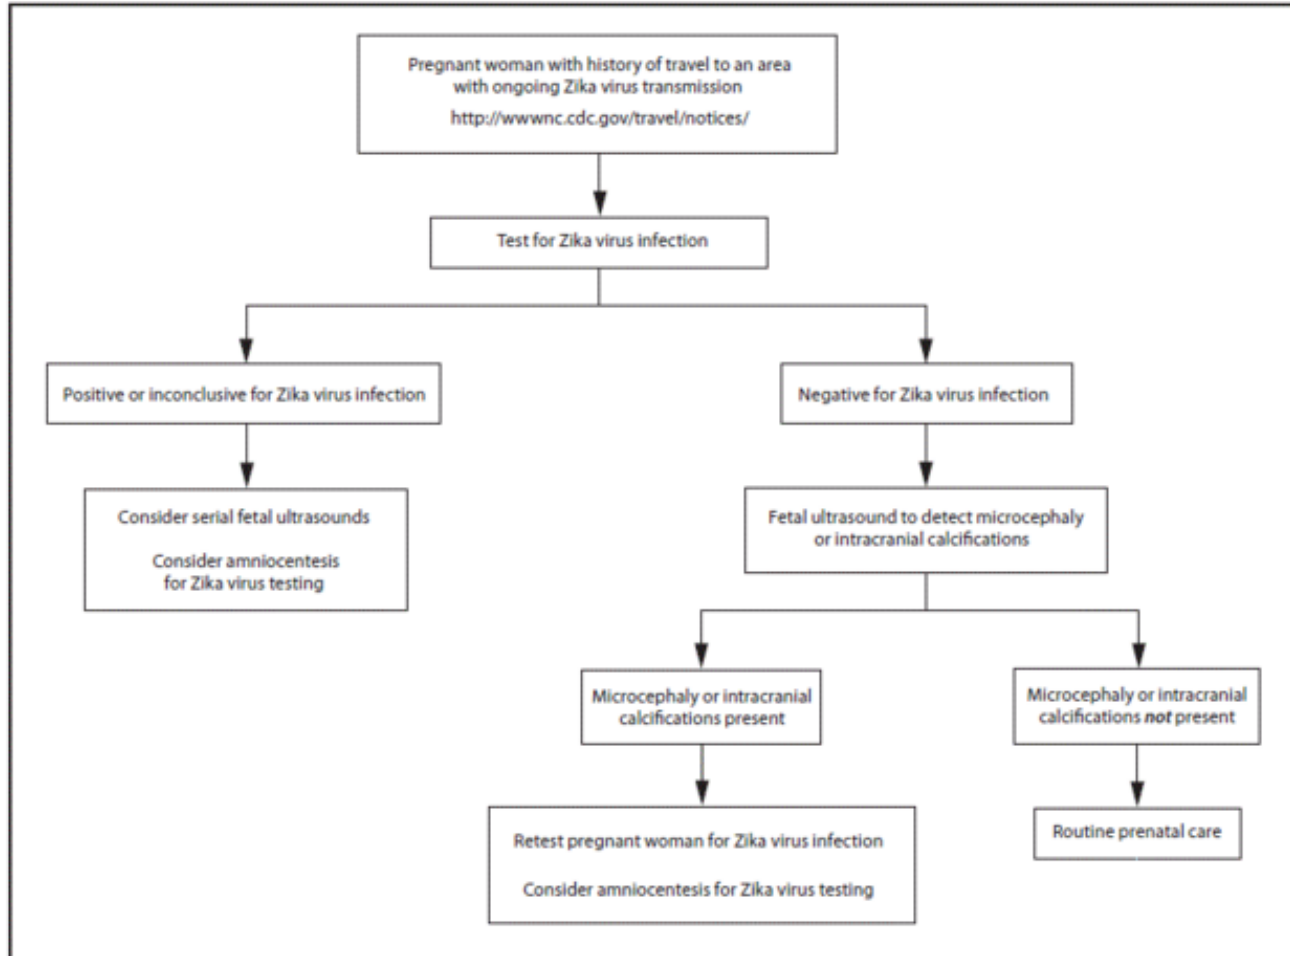 Pregnant woman with history of travel to an area
with ongoing Zika virus transmission
http://wwwnc.cdc.gov/travel/notices/
Test for Zika virus infection
Positive or inconclusive for Zika virus infection
Negative for Zika virus infection
Consider serial fetal ultrasounds
Consider amniocentesis
for Zika virus testing
Fetal ultrasound to detect microcephaly
or intracranial calcifications
Microcephaly or intracranial
calcifications present
Microcephaly or intracranial
calcifications not present
Retest pregnant woman for Zika virus infection
Consider amniocentesis for Zika virus testing
Routine prenatal care